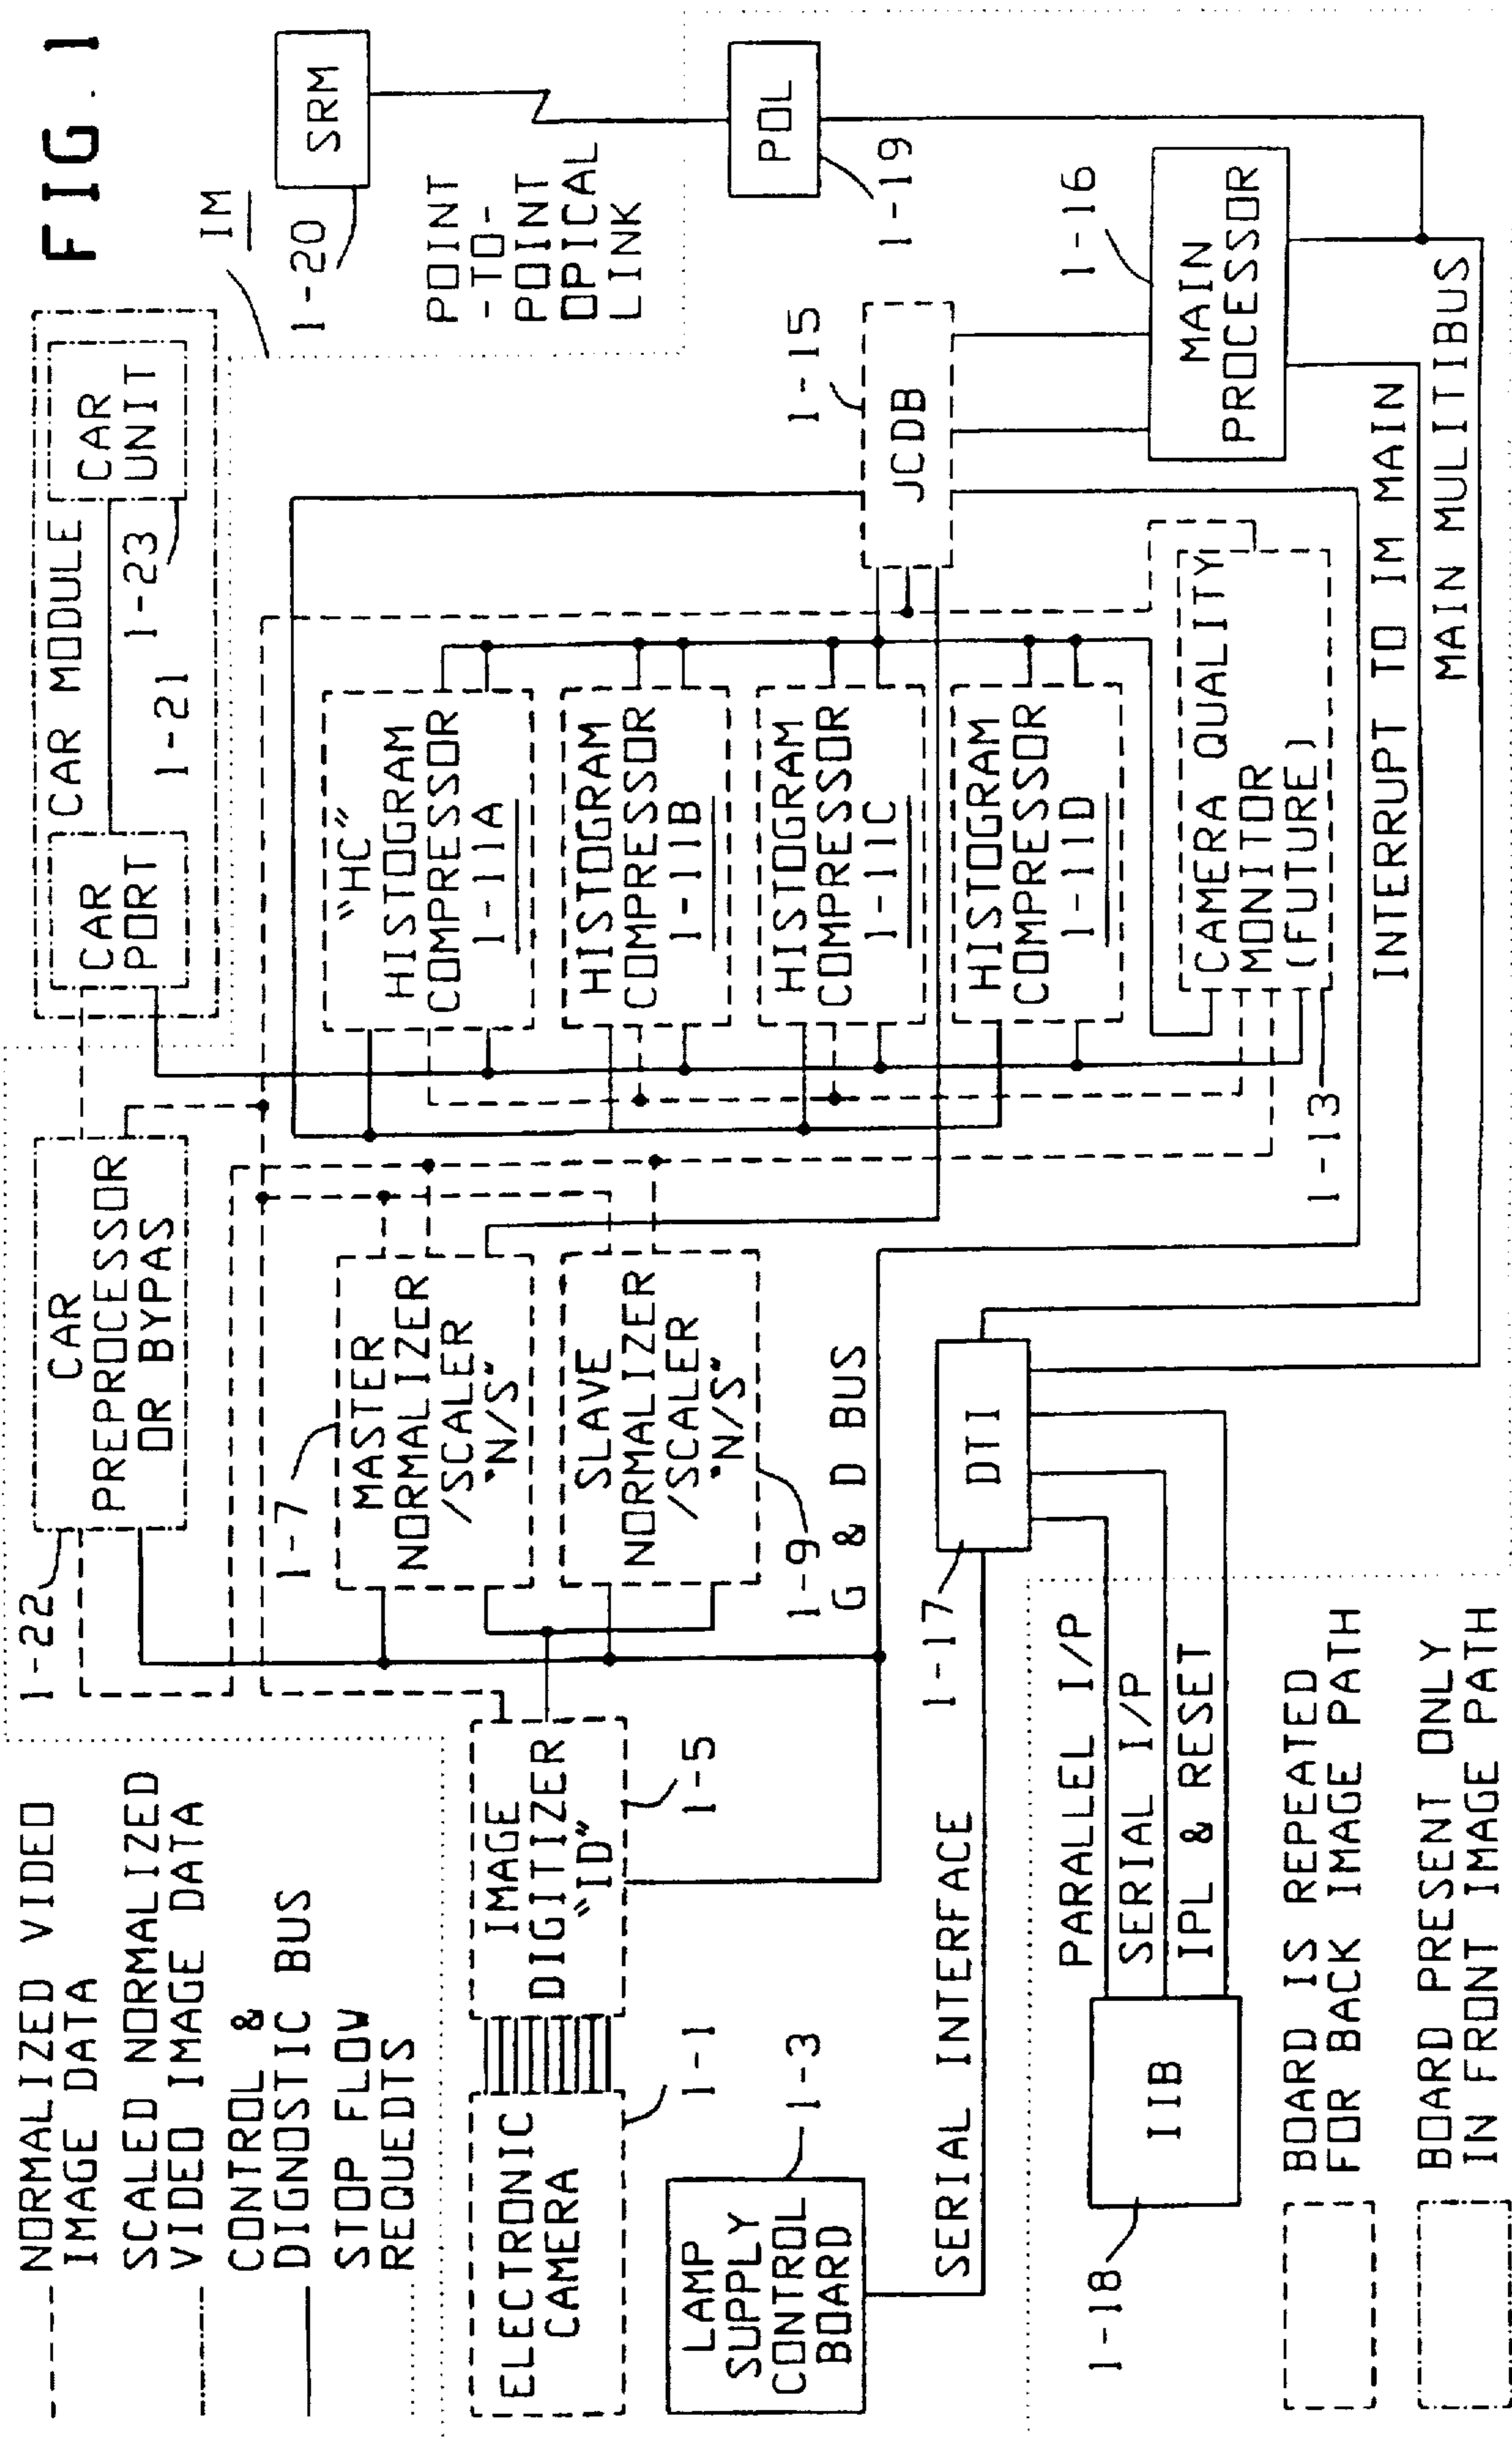 FIG. 1
NORMALIZED VIDEO
IMAGE DATA
SCALED NORMALIZED
VIDEO IMAGE DATA
CONTROL &
DIGNOSTIC BUS
STOP FLOW
REQUEDTS
1-22
CAR
PREPROCESSOR
OR BYPAS
CAR MODULE
CAR
PORT
1-21
1-23
CAR
UNIT
IM
1-20
SRM
POINT
-TO-
POINT
OPICAL
LINK
POL
1-19
ELECTRONIC
CAMERA
1-1
IMAGE
DIGITIZER
"ID"
1-5
1-7
MASTER
NORMALIZER
/SCALER
"N/S"
SLAVE
NORMALIZER
/SCALER
"N/S"
1-9
G & D BUS
"HC"
HISTOGRAM
COMPRESSOR
1-11A
HISTOGRAM
COMPRESSOR
1-11B
HISTOGRAM
COMPRESSOR
1-11C
HISTOGRAM
COMPRESSOR
1-11D
CAMERA QUALITY
MONITOR
(FUTURE)
1-13
1-15
JCDB
1-16
MAIN
PROCESSOR
LAMP
SUPPLY
CONTROL
BOARD
1-3
SERIAL INTERFACE
1-17
DTI
INTERRUPT TO IM MAIN
MAIN MULTIBUS
1-18
IIB
PARALLEL I/P
SERIAL I/P
IPL & RESET
BOARD IS REPEATED
FOR BACK IMAGE PATH
BOARD PRESENT ONLY
IN FRONT IMAGE PATH